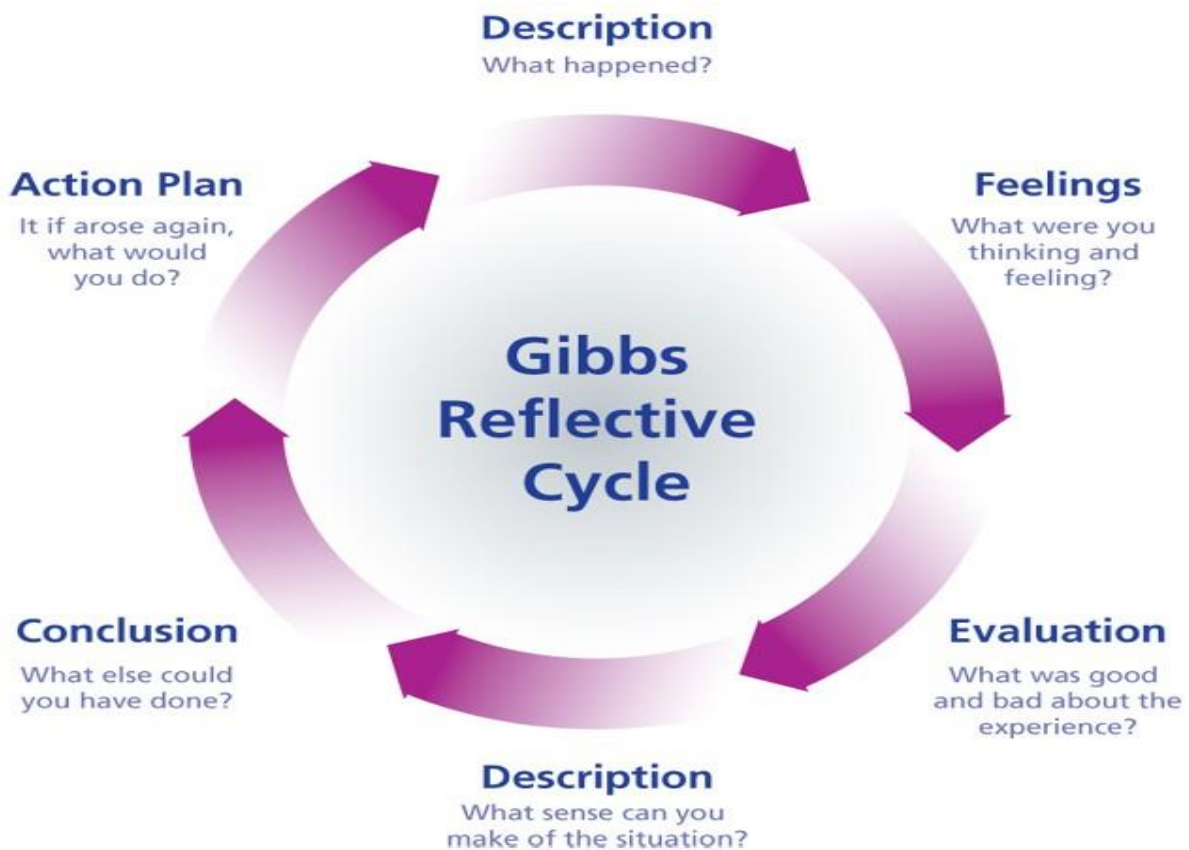 Description
What happened?
Feelings
What were you
thinking and
feeling?
Evaluation
What was good
and bad about the
experience?
Description
What sense can you
make of the situation?
Conclusion
What else could
you have done?
Action Plan
It if arose again,
what would
you do?
Gibbs
Reflective
Cycle